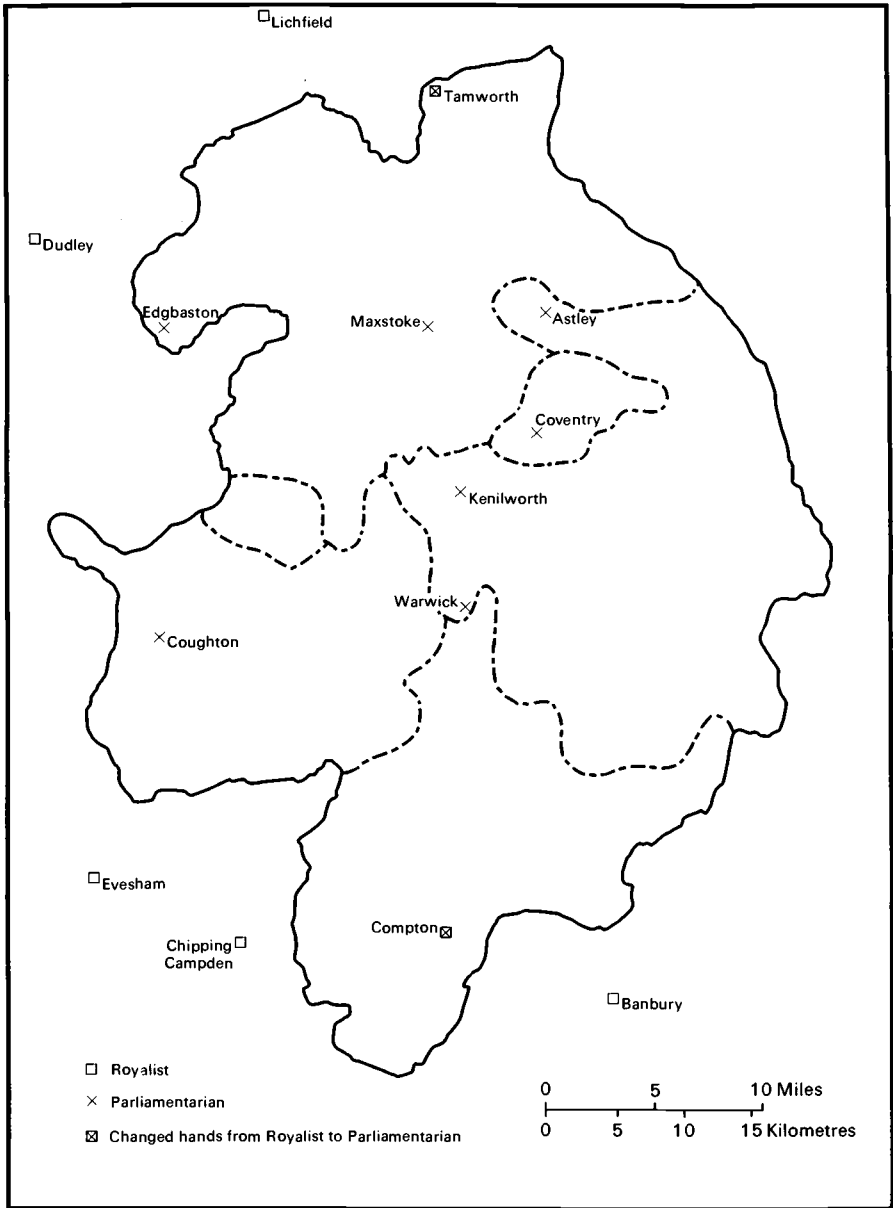 Lichfield
Tamworth
Dudley
Edgbaston
Maxstoke
Astley
Coventry
Kenilworth
Warwick
Coughton
Evesham
Compton
Chipping
Campden
Banbury
Royalist
Parliamentarian
Changed hands from Royalist to Parliamentarian
0 5 10 Miles
0 5 10 15 Kilometres